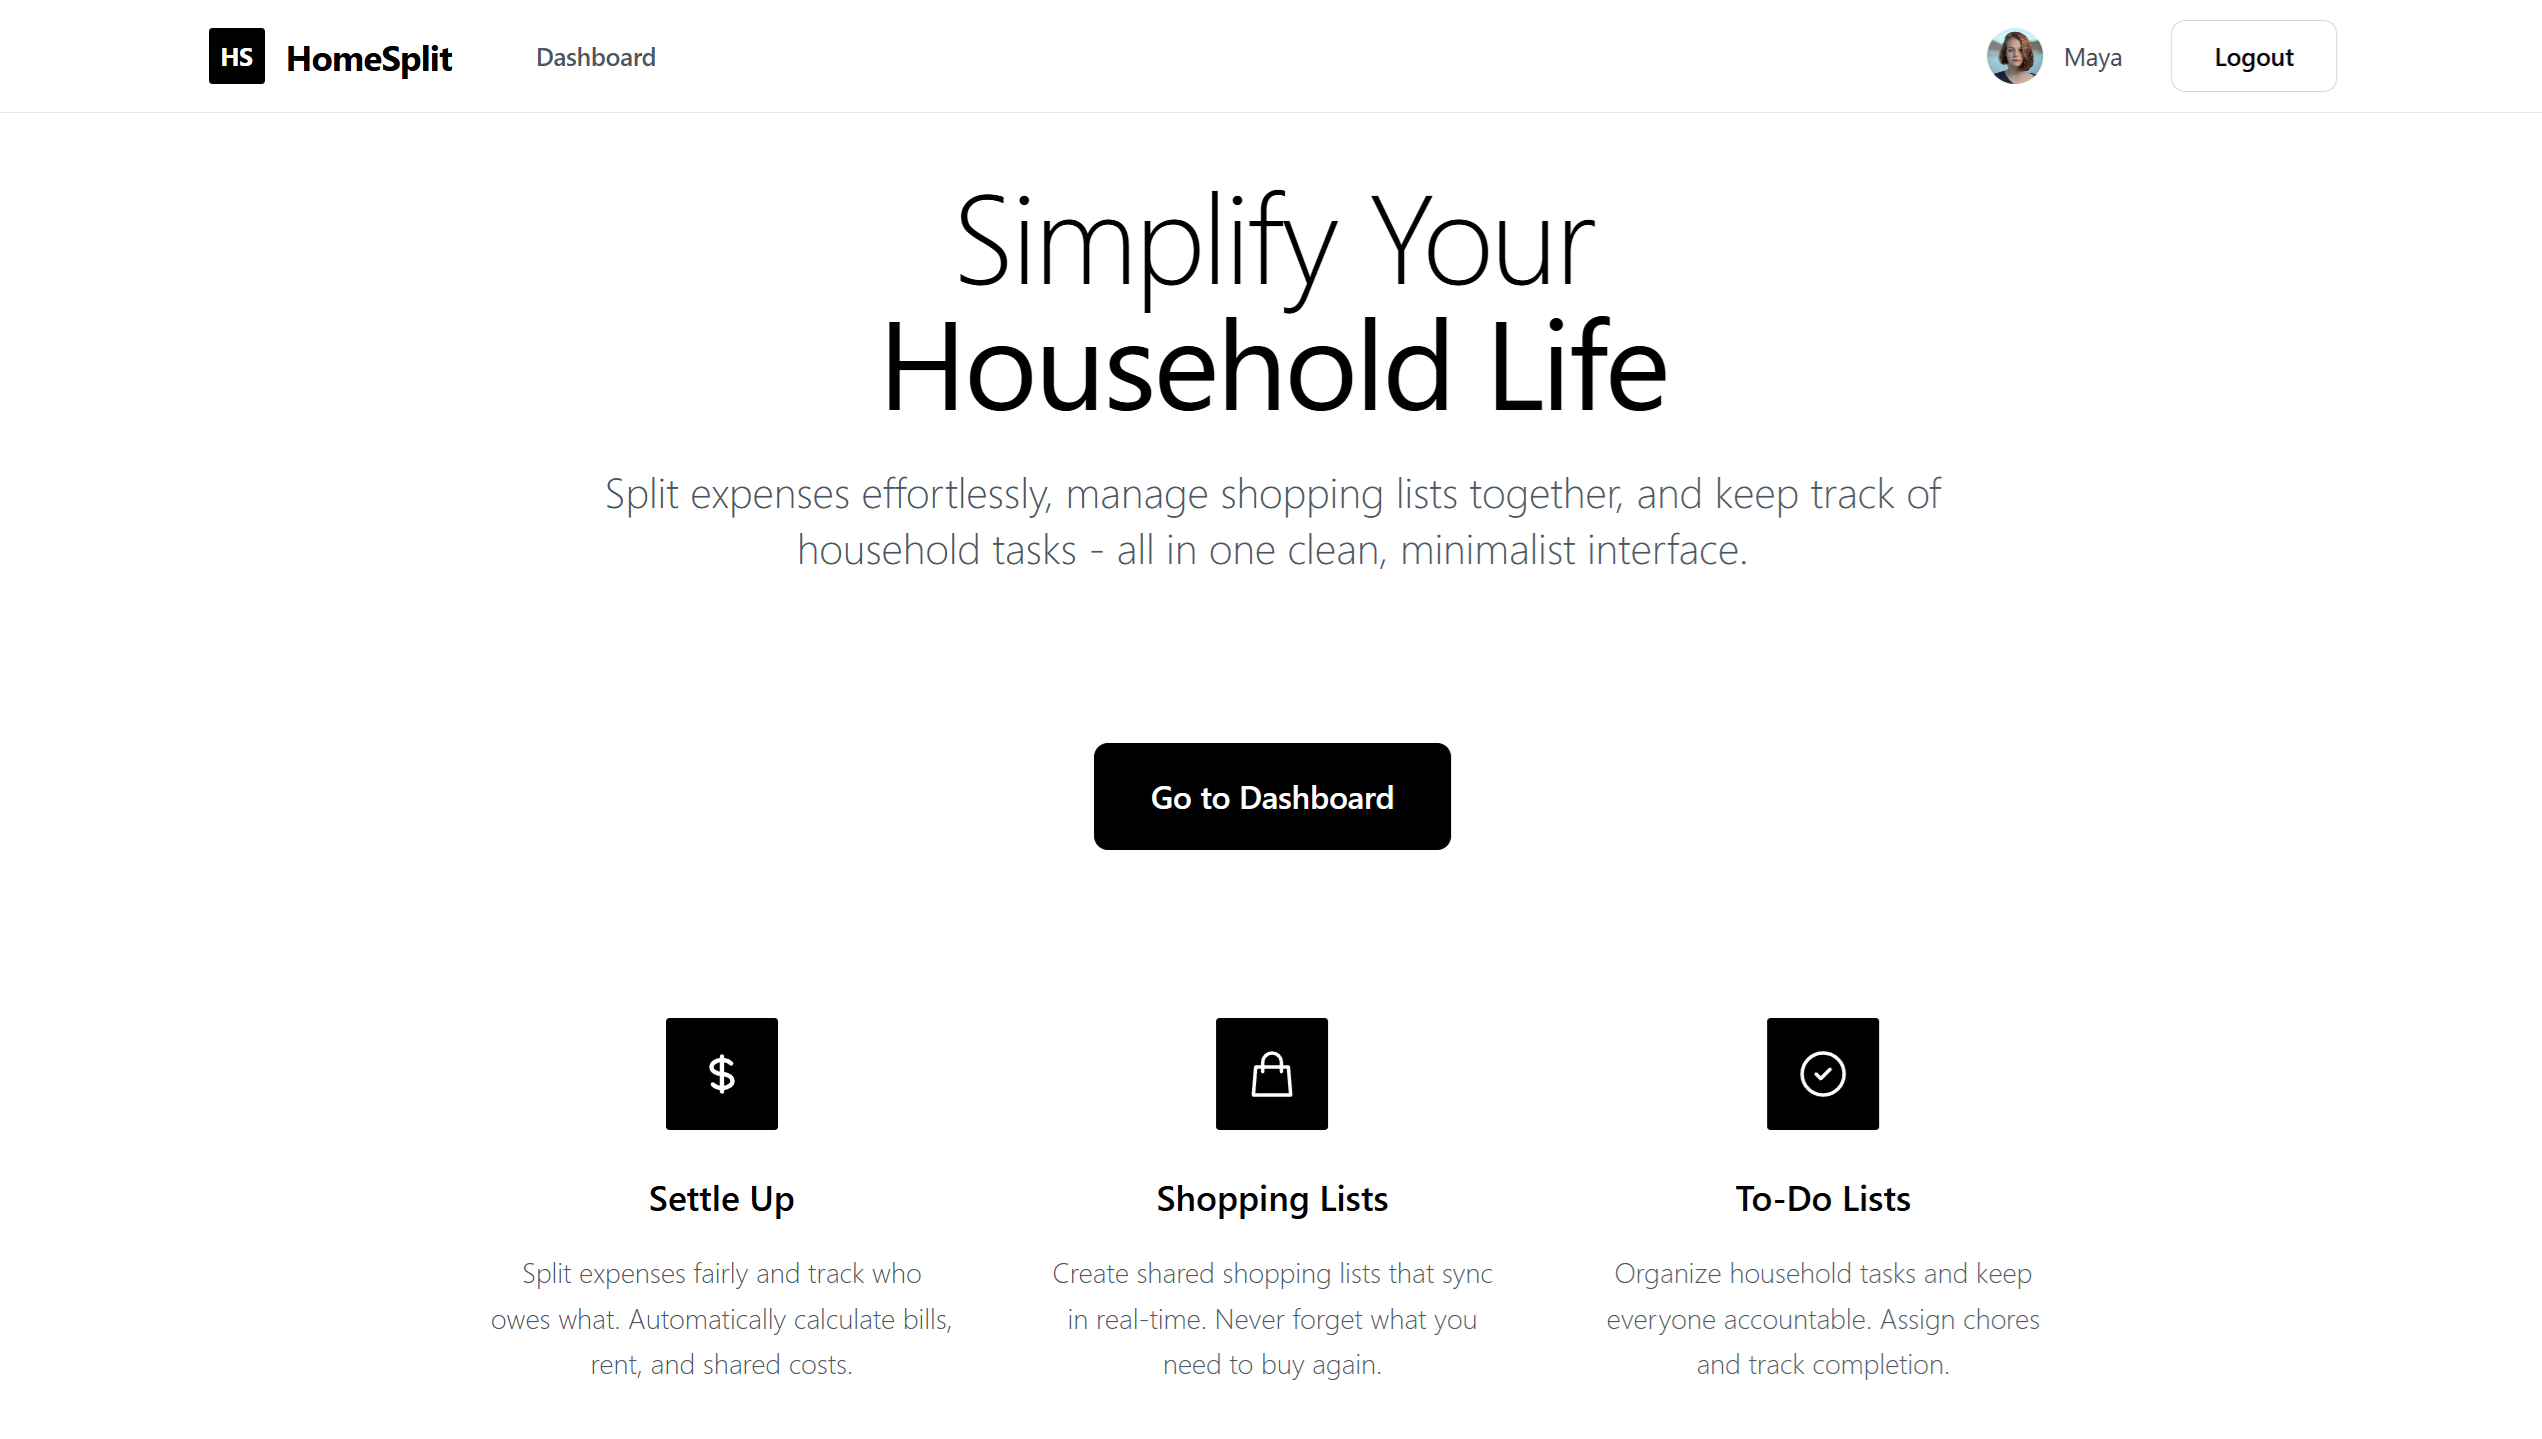 HS HomeSplit Dashboard Maya Logout
Simplify Your
Household Life
Split expenses effortlessly, manage shopping lists together, and keep track of
household tasks - all in one clean, minimalist interface.
Go to Dashboard
$
Settle Up
Split expenses fairly and track who
owes what. Automatically calculate bills,
rent, and shared costs.
Shopping Lists
Create shared shopping lists that sync
in real-time. Never forget what you
need to buy again.
To-Do Lists
Organize household tasks and keep
everyone accountable. Assign chores
and track completion.